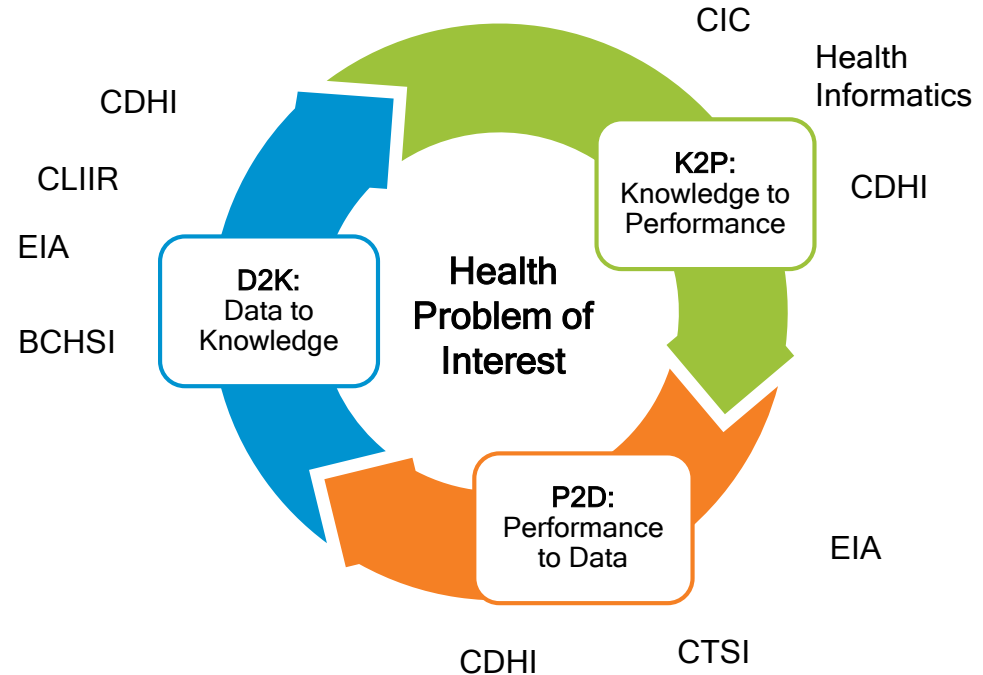 CIC
Health
Informatics
CDHI
CDHI
CLIIR
EIA
BCHSI
K2P:
Knowledge to
Performance
D2K:
Data to
Knowledge
Health
Problem of
Interest
P2D:
Performance
to Data
EIA
CTSI
CDHI